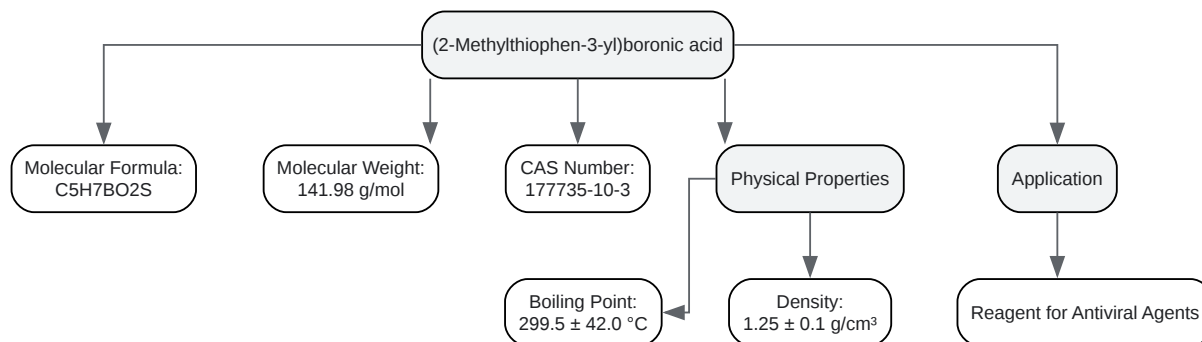 (2-Methylthiophen-3-yl)boronic acid
Molecular Formula:
C5H7BO2S
Molecular Weight:
141.98 g/mol
CAS Number:
177735-10-3
Physical Properties
Application
Boiling Point:
299.5 ± 42.0 °C
Density:
1.25 ± 0.1 g/cm³
Reagent for Antiviral Agents